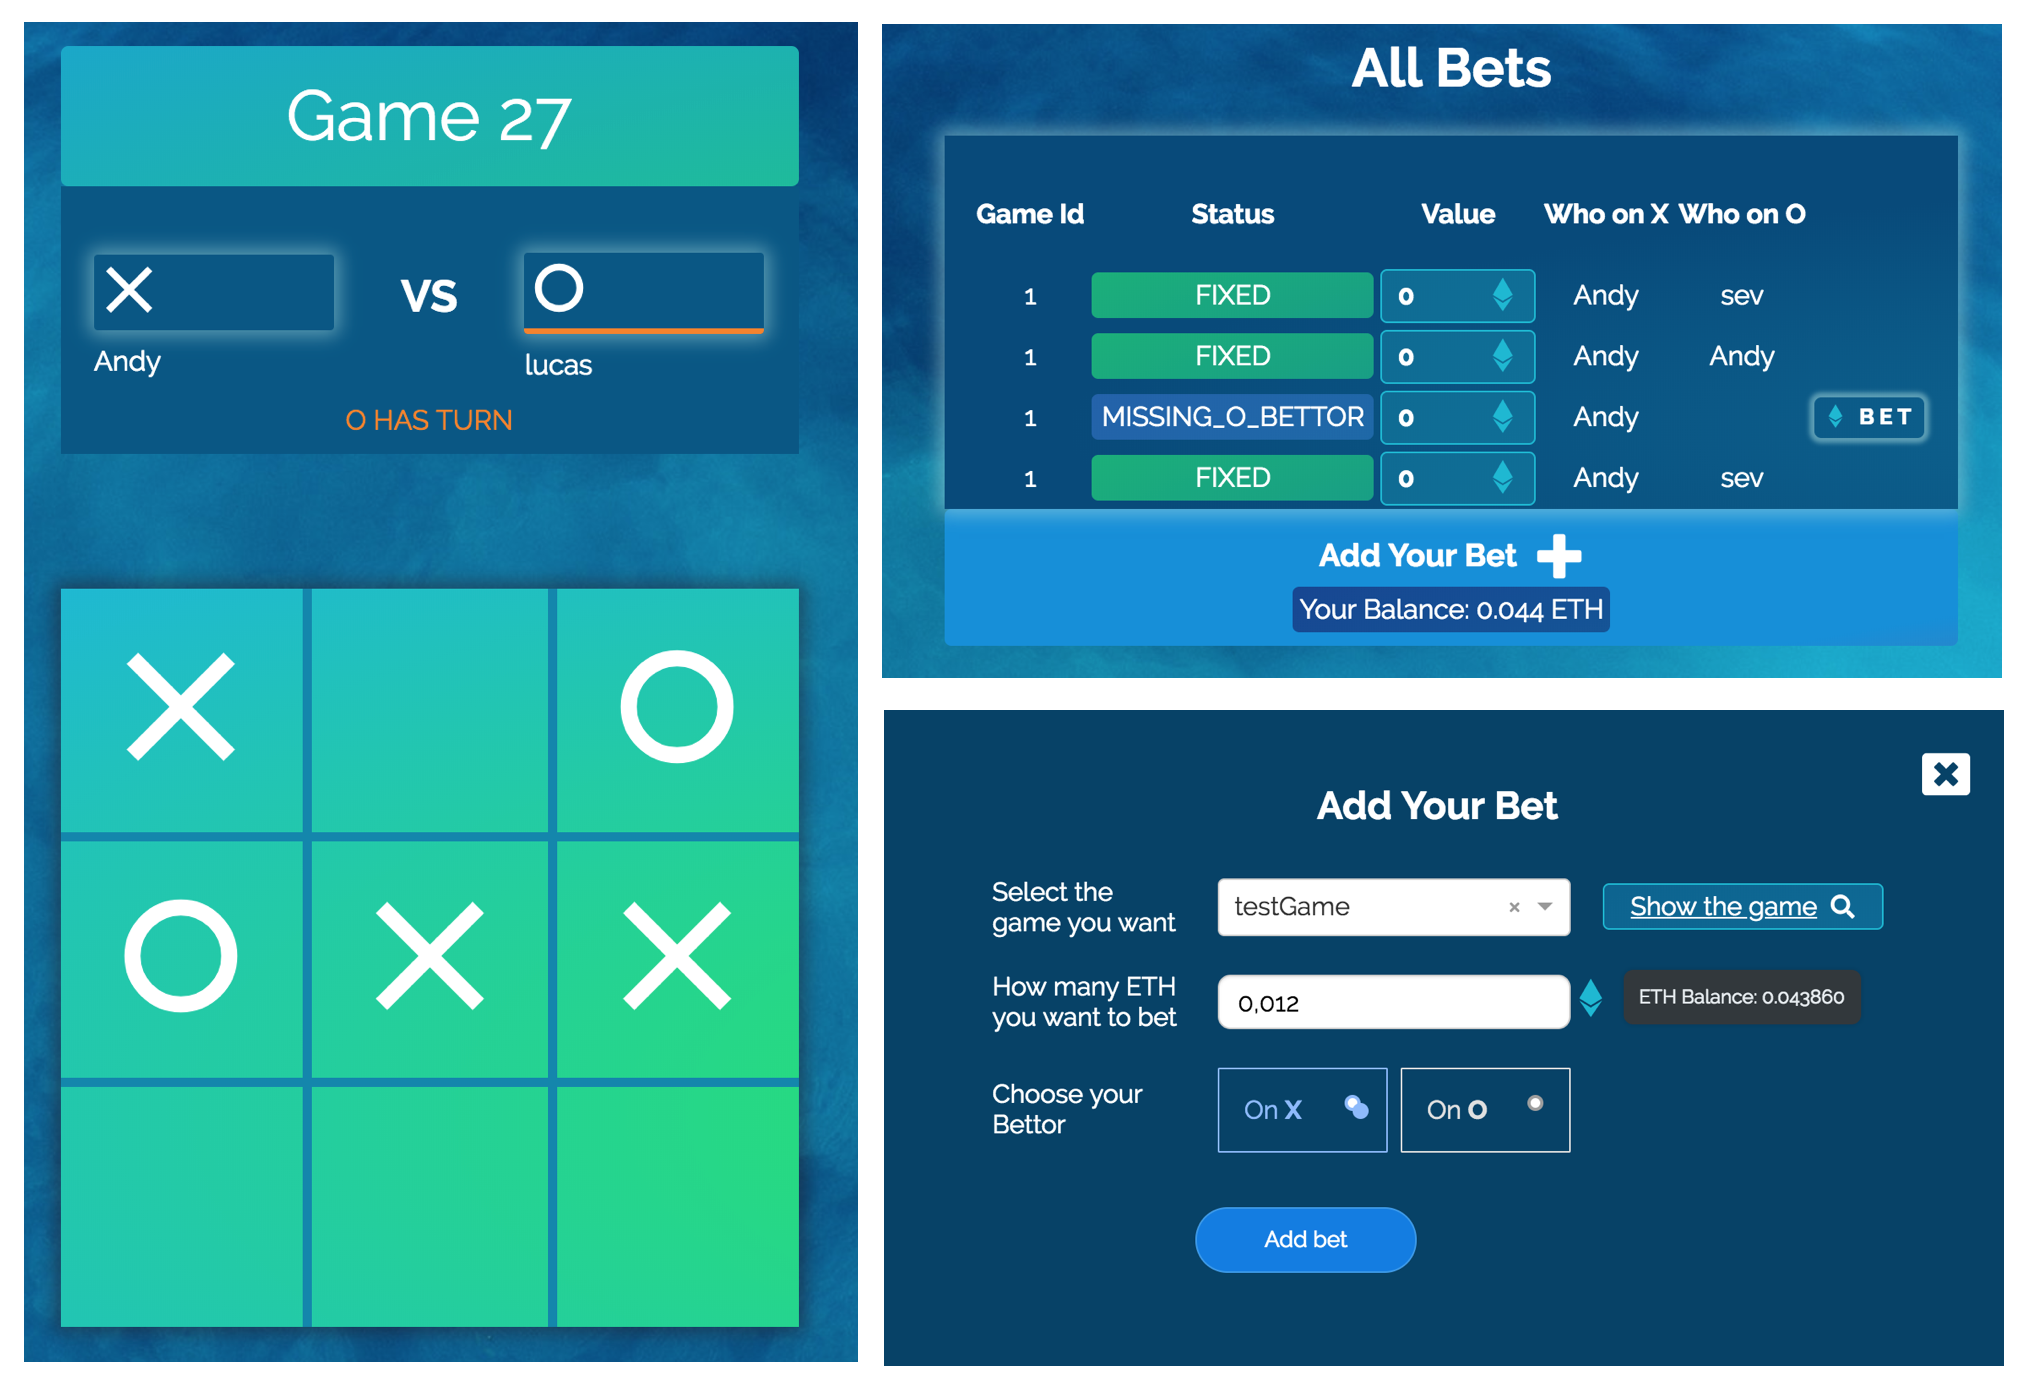 Game 27
X
VS
O
Andy
lucas
O HAS TURN
X O
O X X
All Bets
Game Id Status Value Who on X Who on O
1 FIXED 0 Andy sev
1 FIXED 0 Andy Andy
1 MISSING_O_BETTOR 0 Andy BET
1 FIXED 0 Andy sev
Add Your Bet
Your Balance: 0.044 ETH
Add Your Bet
Select the
game you want
testGame
Show the game
How many ETH
you want to bet
0,012
ETH Balance: 0.043860
Choose your
Bettor
On X
On O
Add bet